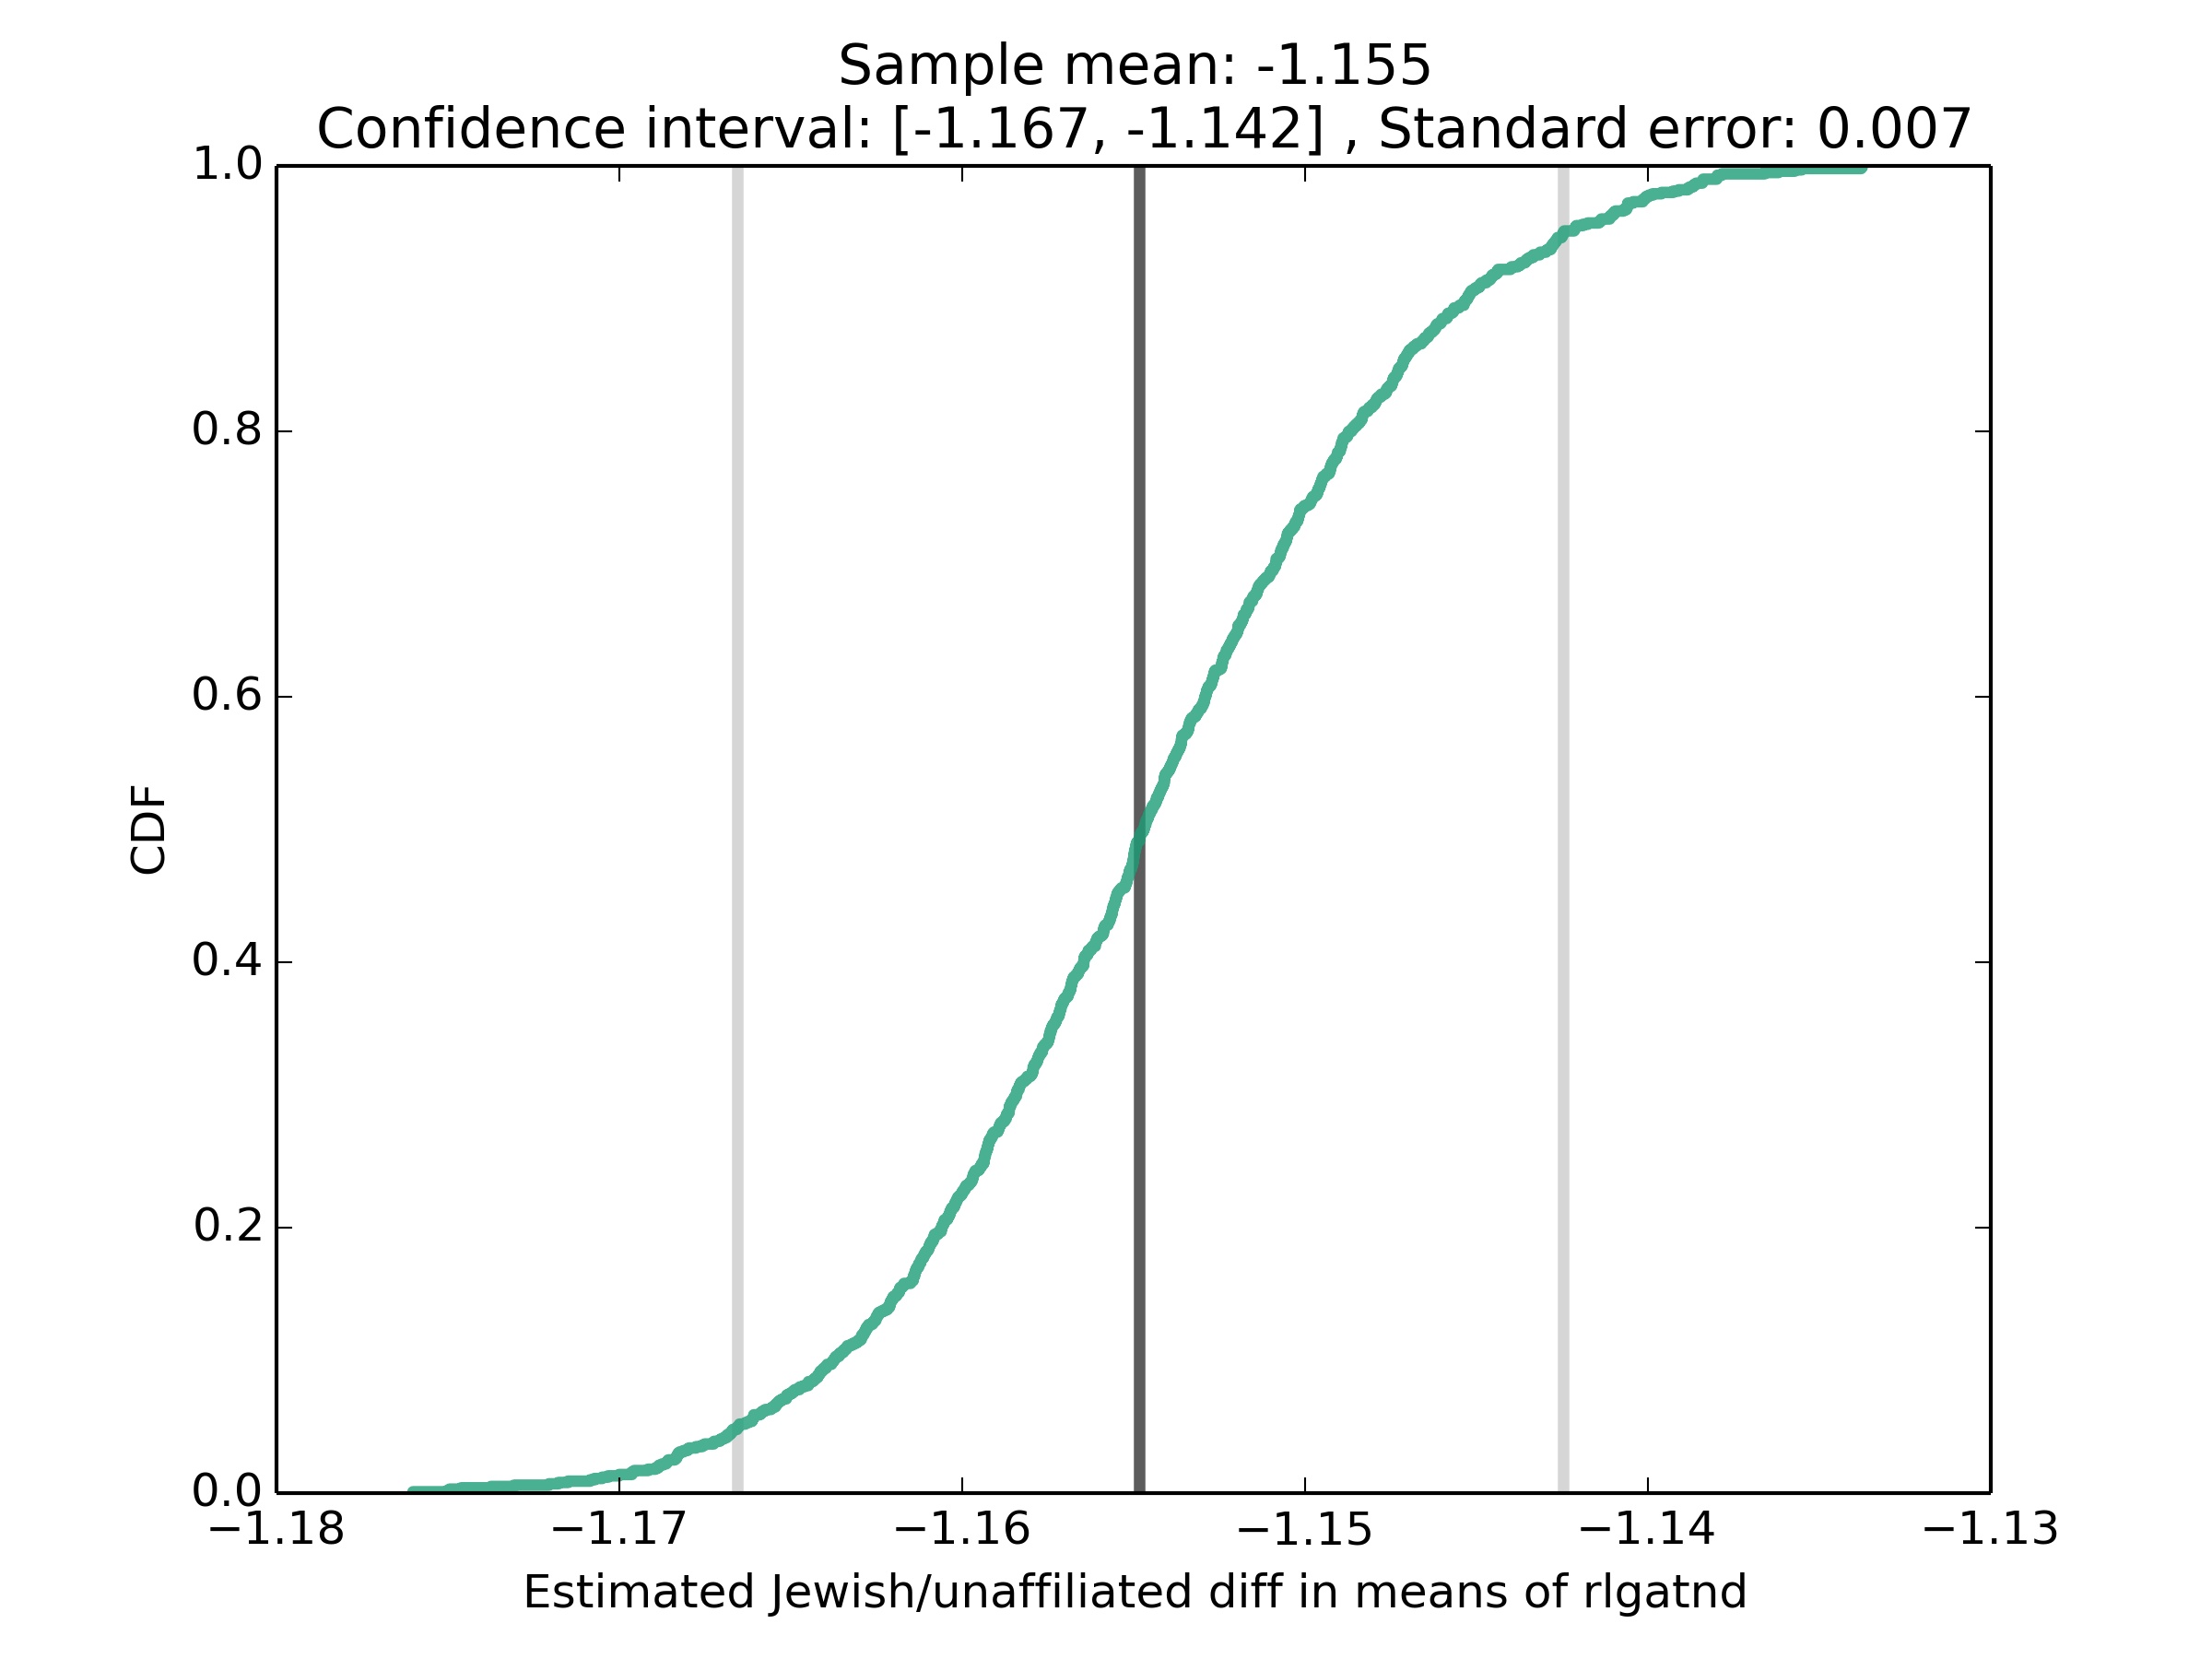 Sample mean: -1.155
Confidence interval: [-1.167, -1.142] , Standard error: 0.007
1.0
0.8
0.6
0.4
0.2
0.0
CDF
−1.18 −1.17 −1.16 −1.15 −1.14 −1.13
Estimated Jewish/unaffiliated diff in means of rlgatnd